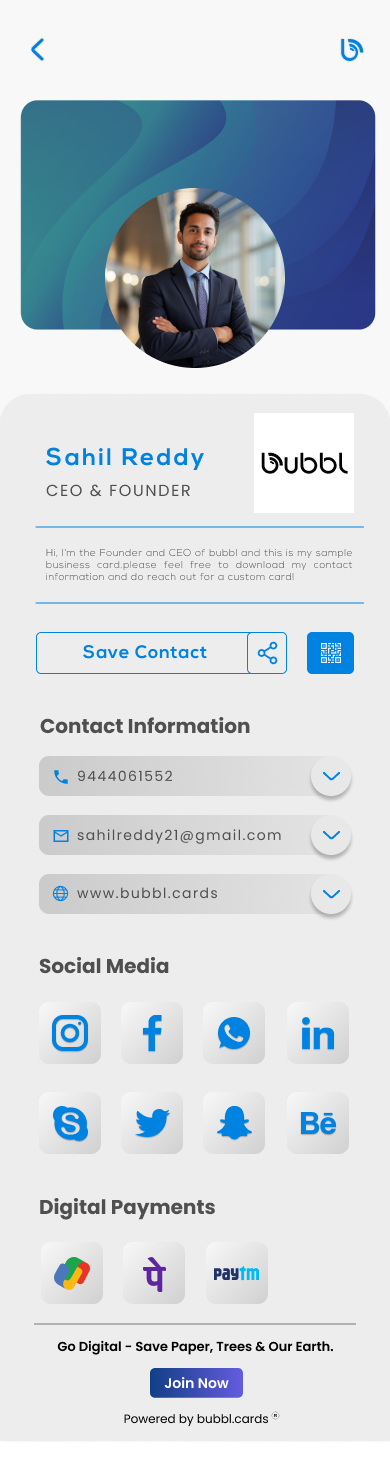 Sahil Reddy
CEO & FOUNDER
bubbl
Hi, I'm the Founder and CEO of bubbl and this is my sample
business card.please feel free to download my contact
information and do reach out for a custom card!
Save Contact
Contact Information
9444061552
sahilreddy21@gmail.com
www.bubbl.cards
Social Media
Bē
Digital Payments
पे
paytm
Go Digital - Save Paper, Trees & Our Earth.
Join Now
Powered by bubbl.cards ®